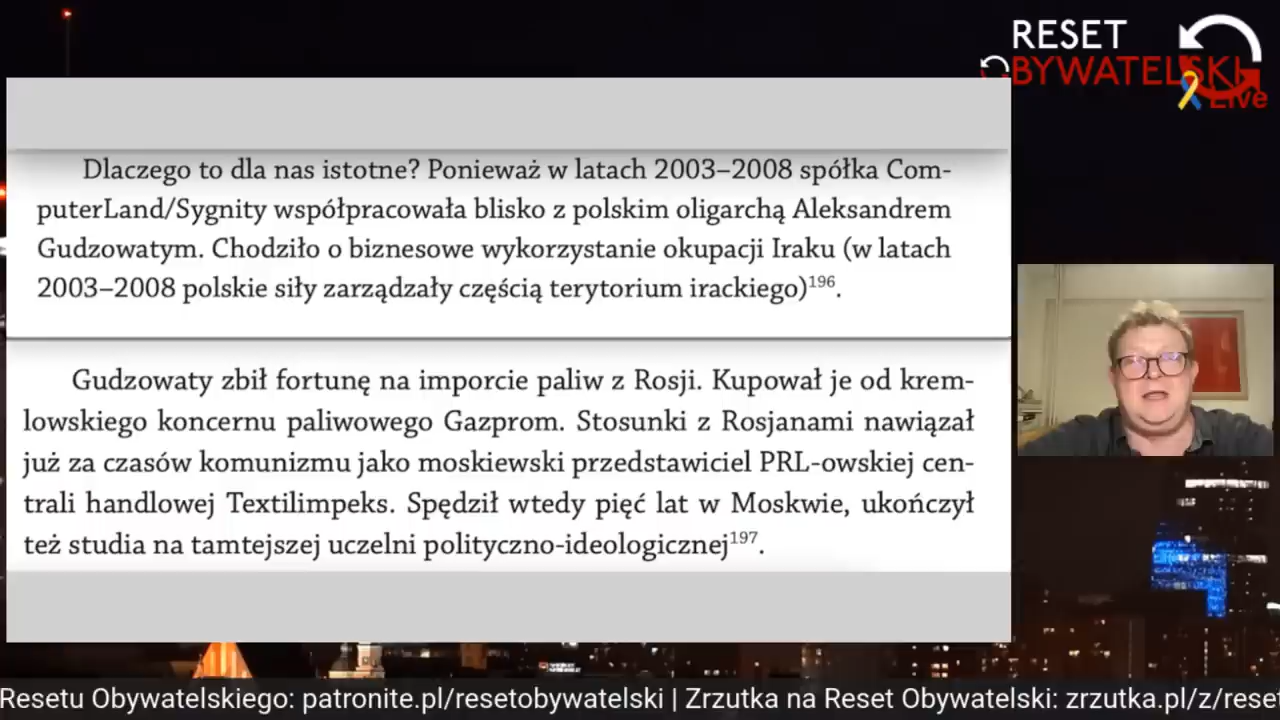 RESET
OBYWATELSKI
Live
Dlaczego to dla nas istotne? Ponieważ w latach 2003–2008 spółka Com-
puterLand/Sygnity współpracowała blisko z polskim oligarchą Aleksandrem
Gudzowatym. Chodziło o biznesowe wykorzystanie okupacji Iraku (w latach
2003–2008 polskie siły zarządzały częścią terytorium irackiego)196.
Gudzowaty zbił fortunę na imporcie paliw z Rosji. Kupował je od krem-
lowskiego koncernu paliwowego Gazprom. Stosunki z Rosjanami nawiązał
już za czasów komunizmu jako moskiewski przedstawiciel PRL-owskiej cen-
trali handlowej Textilimpeks. Spędził wtedy pięć lat w Moskwie, ukończył
też studia na tamtejszej uczelni polityczno-ideologicznej197.
Resetu Obywatelskiego: patronite.pl/resetobywatelski | Zrzutka na Reset Obywatelski: zrzutka.pl/z/reset